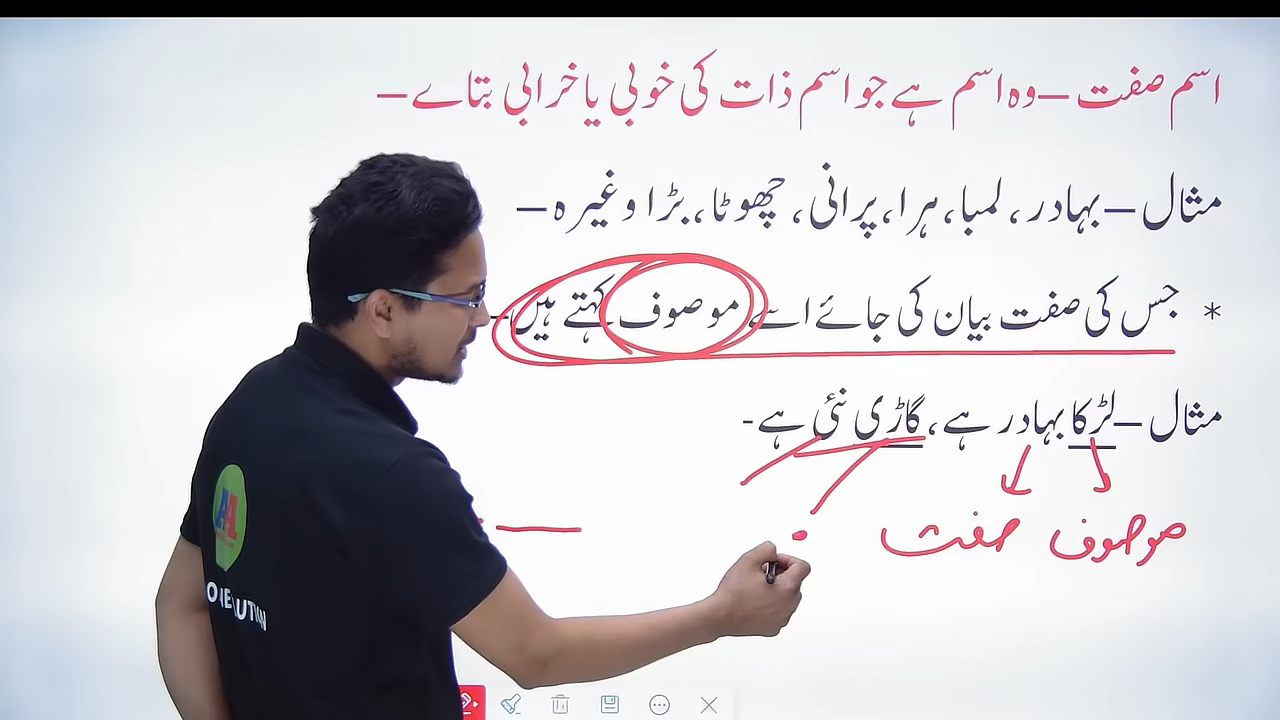 اسم صفت – وہ اسم ہے جو اسم ذات کی خوبی یا خرابی بتاے –
مثال – بہادر، لمبا، ہرا، پرانی، چھوٹا، بڑا وغیرہ –
* جس کی صفت بیان کی جائے اسے موصوف کہتے ہیں –
مثال – لڑکا بہادر ہے، گاڑی نئی ہے -
موصوف صفت
AA